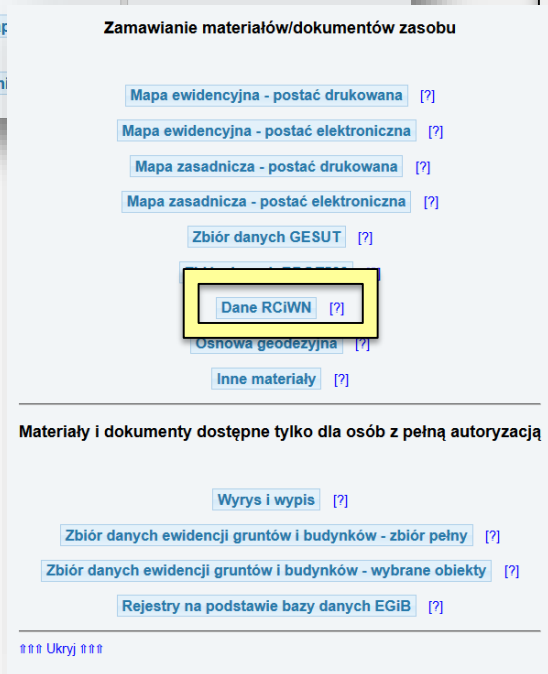 Zamawianie materiałów/dokumentów zasobu
Mapa ewidencyjna - postać drukowana [?]
Mapa ewidencyjna - postać elektroniczna [?]
Mapa zasadnicza - postać drukowana [?]
Mapa zasadnicza - postać elektroniczna [?]
Zbiór danych GESUT [?]
Dane RCiWN [?]
Osnowa geodezyjna [?]
Inne materiały [?]
Materiały i dokumenty dostępne tylko dla osób z pełną autoryzacją
Wyrys i wypis [?]
Zbiór danych ewidencji gruntów i budynków - zbiór pełny [?]
Zbiór danych ewidencji gruntów i budynków - wybrane obiekty [?]
Rejestry na podstawie bazy danych EGiB [?]
⇑⇑⇑ Ukryj ⇑⇑⇑